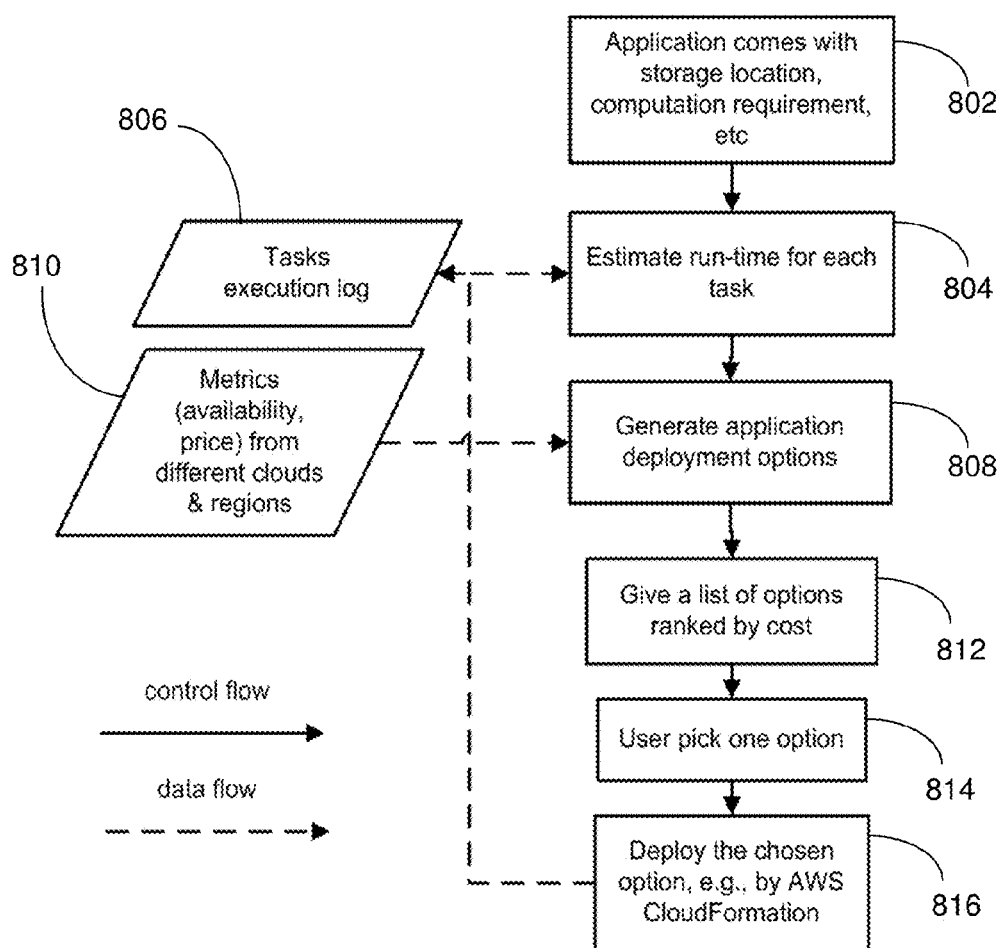 Application comes with
storage location,
computation requirement,
etc
802
806
Tasks
execution log
Estimate run-time for each
task
804
810
Metrics
(availability,
price) from
different clouds
& regions
Generate application
deployment options
808
Give a list of options
ranked by cost
812
control flow
User pick one option
814
data flow
Deploy the chosen
option, e.g., by AWS
CloudFormation
816